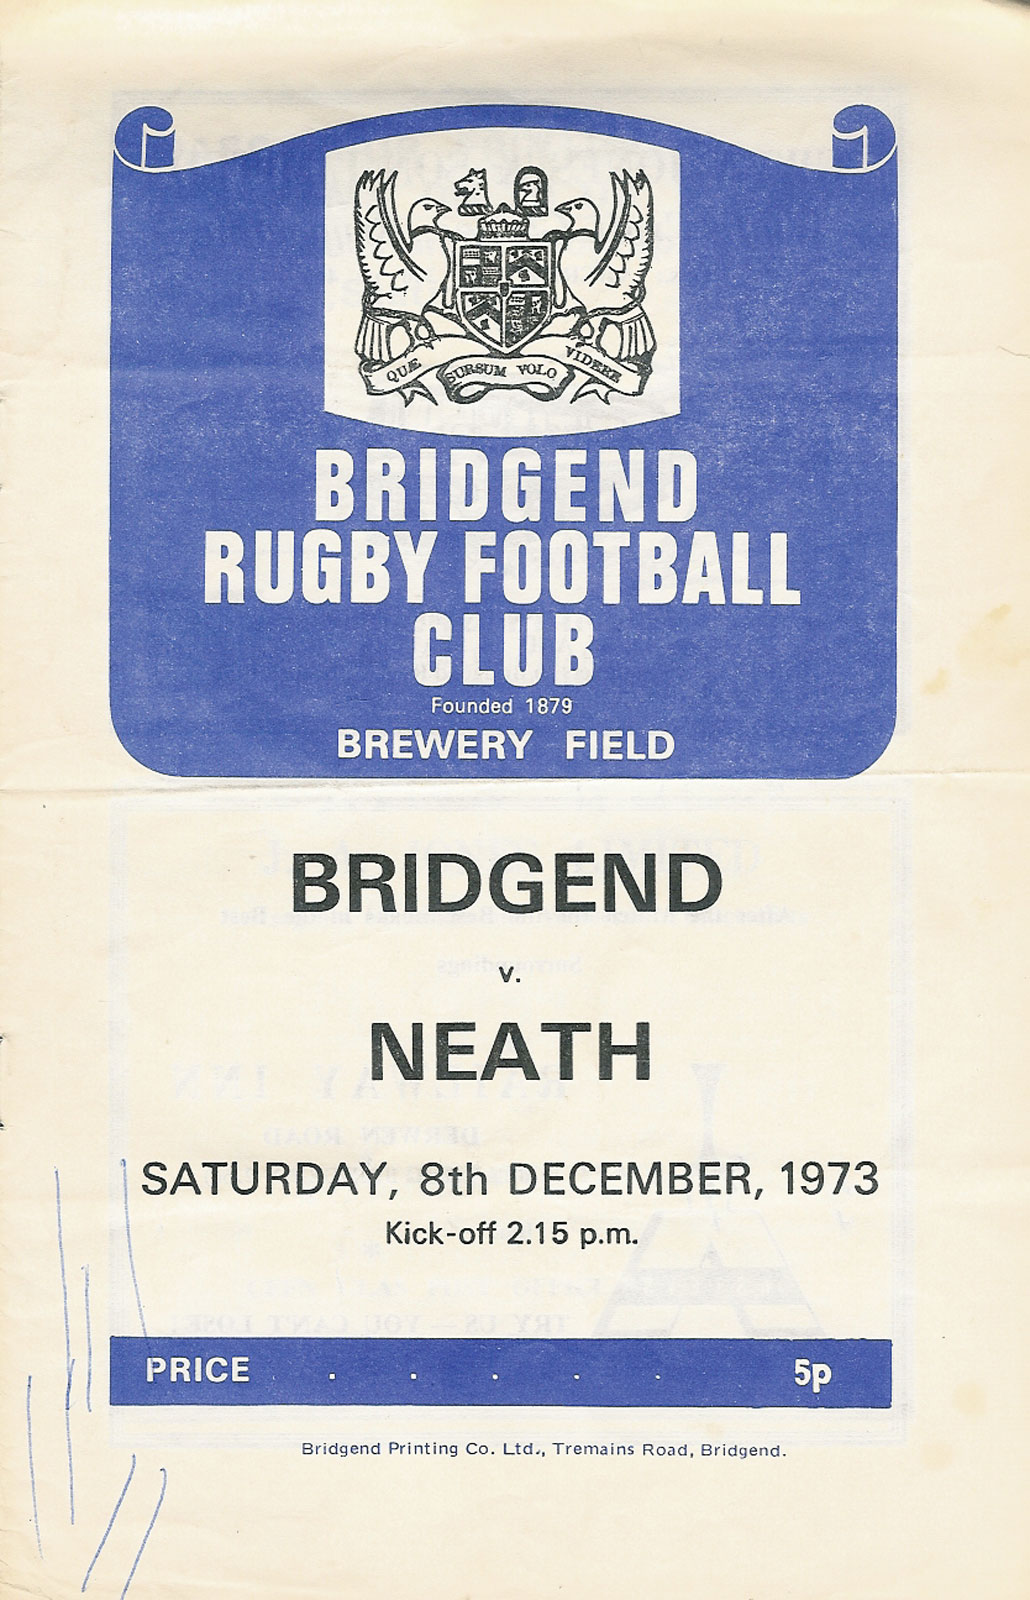 QUÆ SURSUM VOLO VIDERE
BRIDGEND
RUGBY FOOTBALL
CLUB
Founded 1879
BREWERY FIELD
BRIDGEND
v.
NEATH
SATURDAY, 8th DECEMBER, 1973
Kick-off 2.15 p.m.
PRICE . . . . . 5p
Bridgend Printing Co. Ltd., Tremains Road, Bridgend.